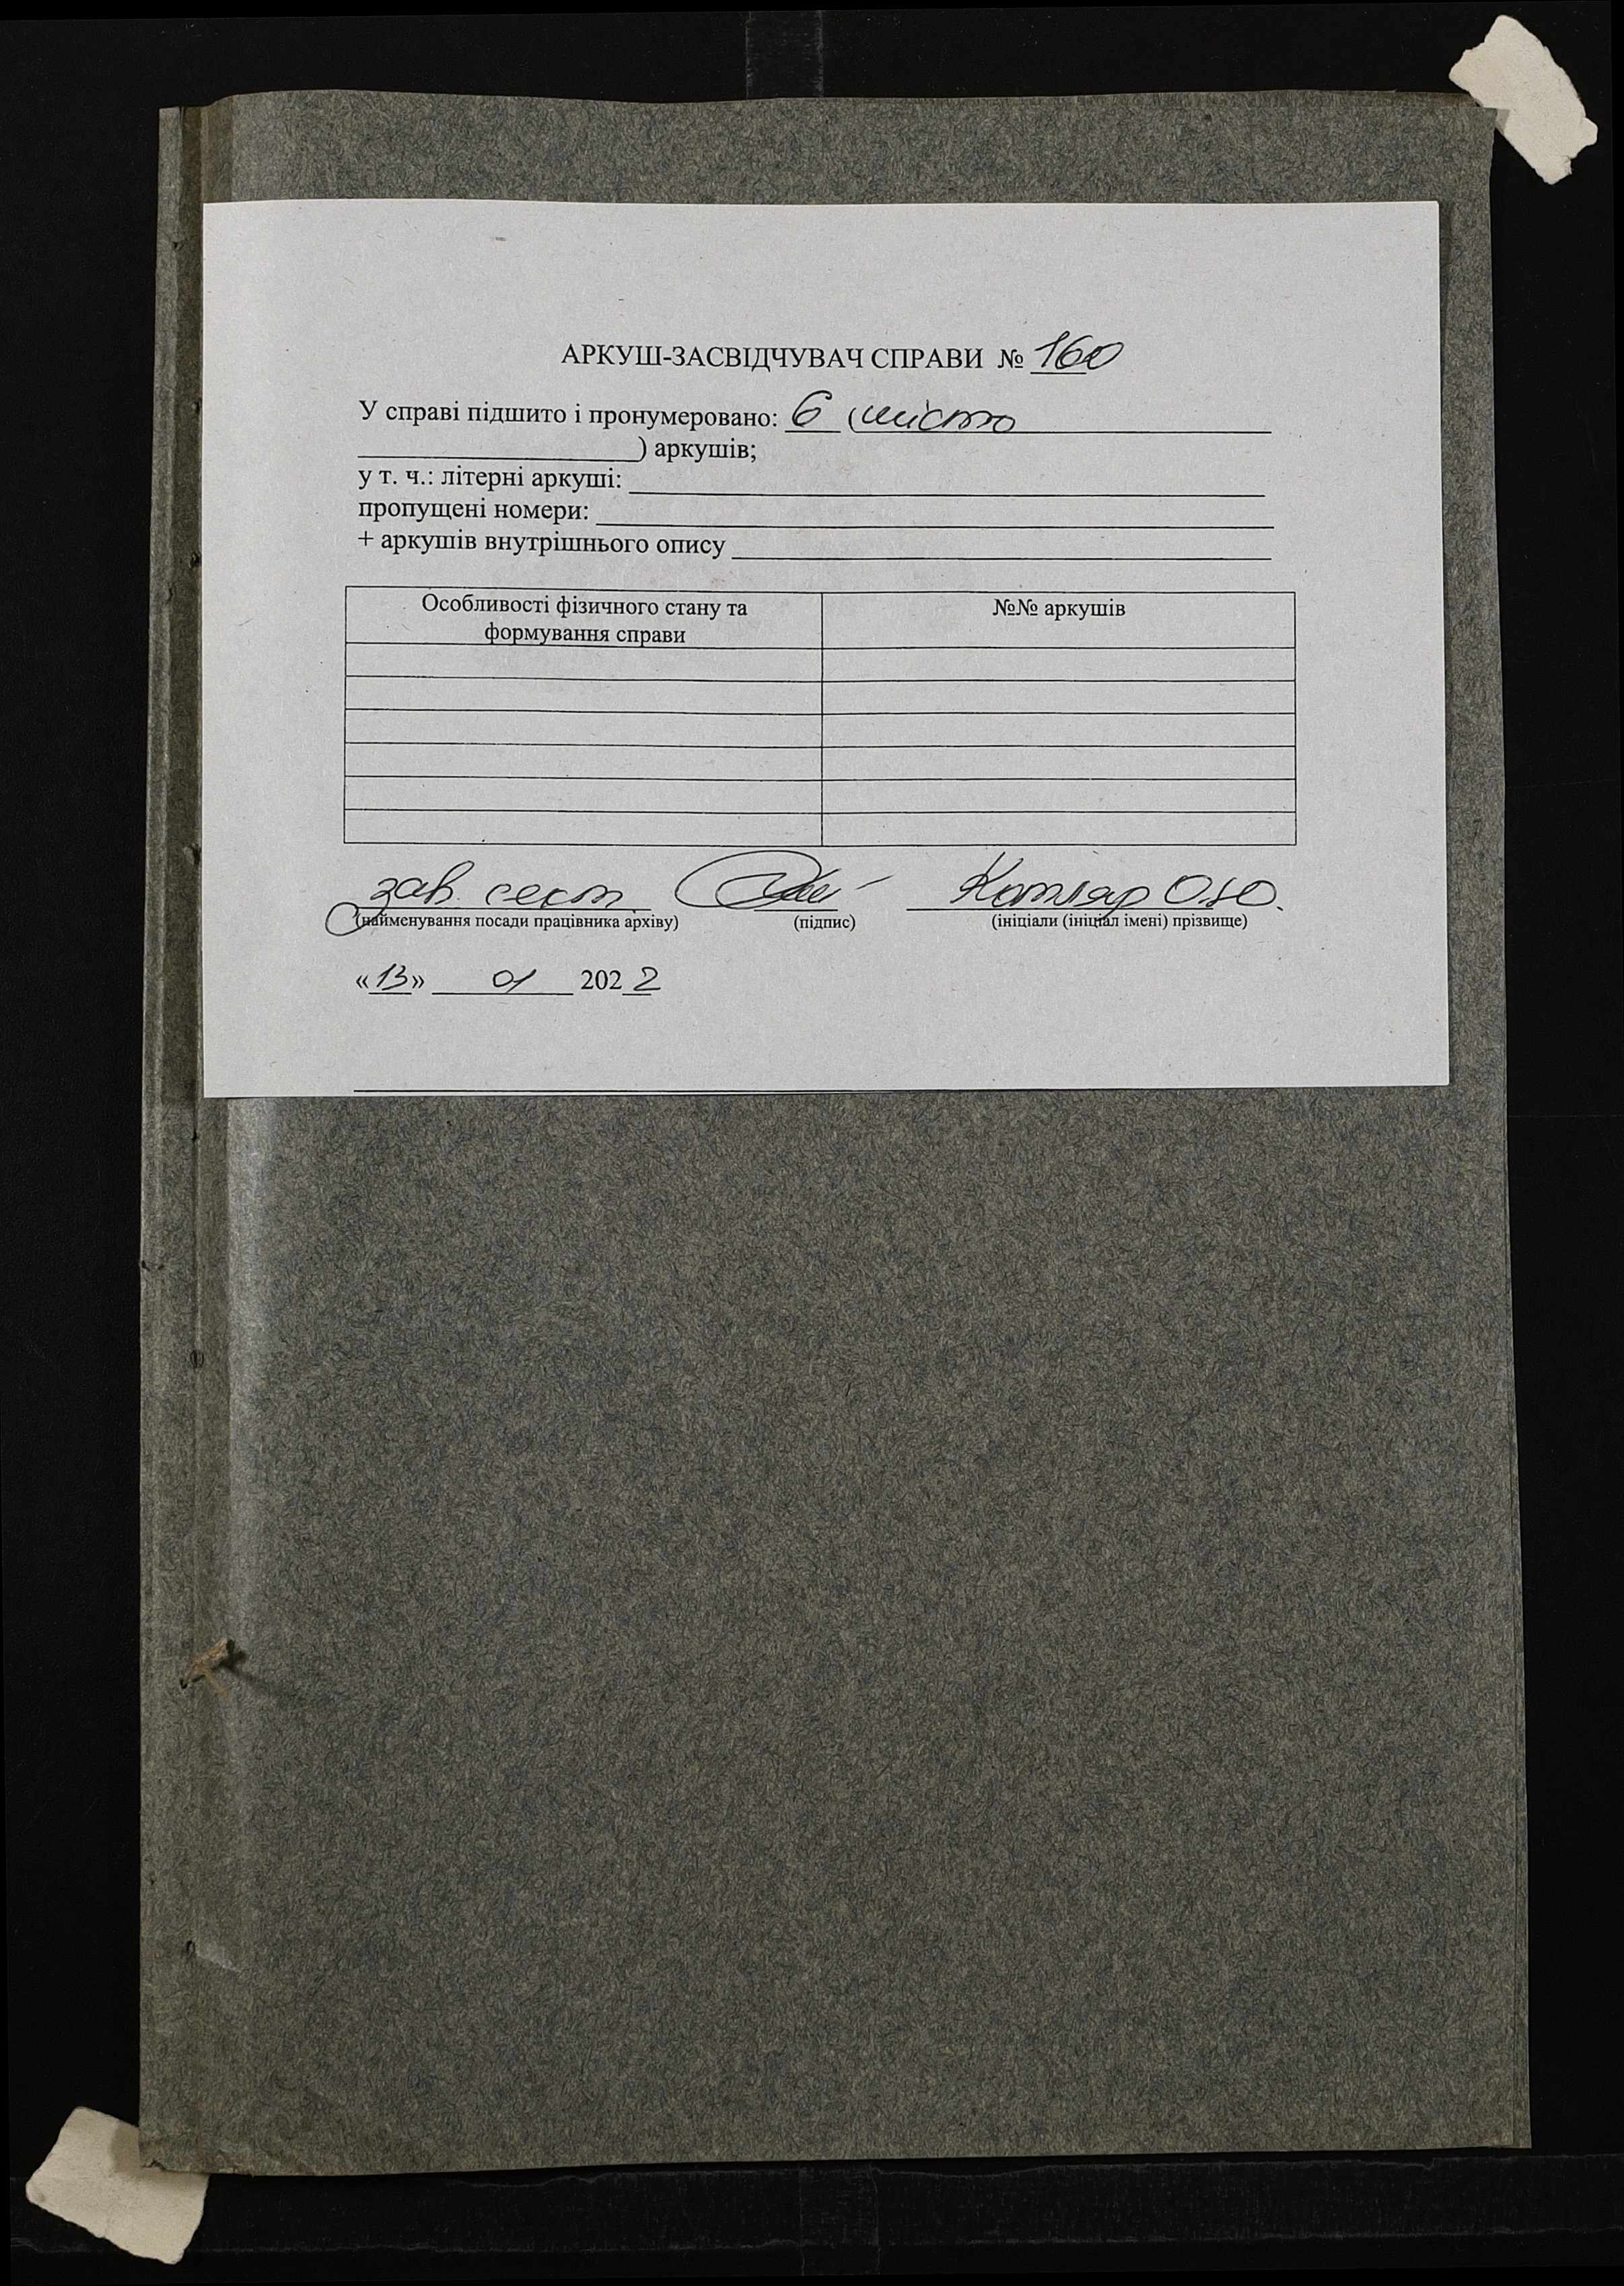 АРКУШ-ЗАСВІДЧУВАЧ СПРАВИ № 160
У справі підшито і пронумеровано: 6 (шість
) аркушів;
у т. ч.: літерні аркуші:
пропущені номери:
+ аркушів внутрішнього опису
Особливості фізичного стану та формування справи №№ аркушів
зав. сект Котляр О.Ю.
(найменування посади працівника архіву) (підпис) (ініціали (ініціал імені) прізвище)
«13» 01 2022